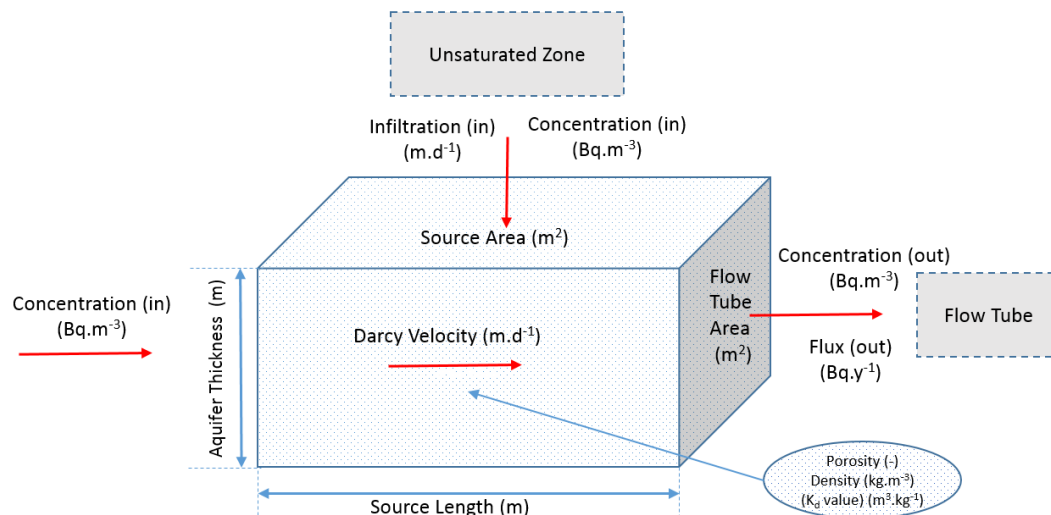 Unsaturated Zone
Infiltration (in)
(m.d⁻¹)
Concentration (in)
(Bq.m⁻³)
Source Area (m²)
Concentration (in)
(Bq.m⁻³)
Aquifer Thickness (m)
Darcy Velocity (m.d⁻¹)
Flow
Tube
Area
(m²)
Concentration (out)
(Bq.m⁻³)
Flux (out)
(Bq.y⁻¹)
Flow Tube
Source Length (m)
Porosity (-)
Density (kg.m⁻³)
(K_d value) (m³.kg⁻¹)